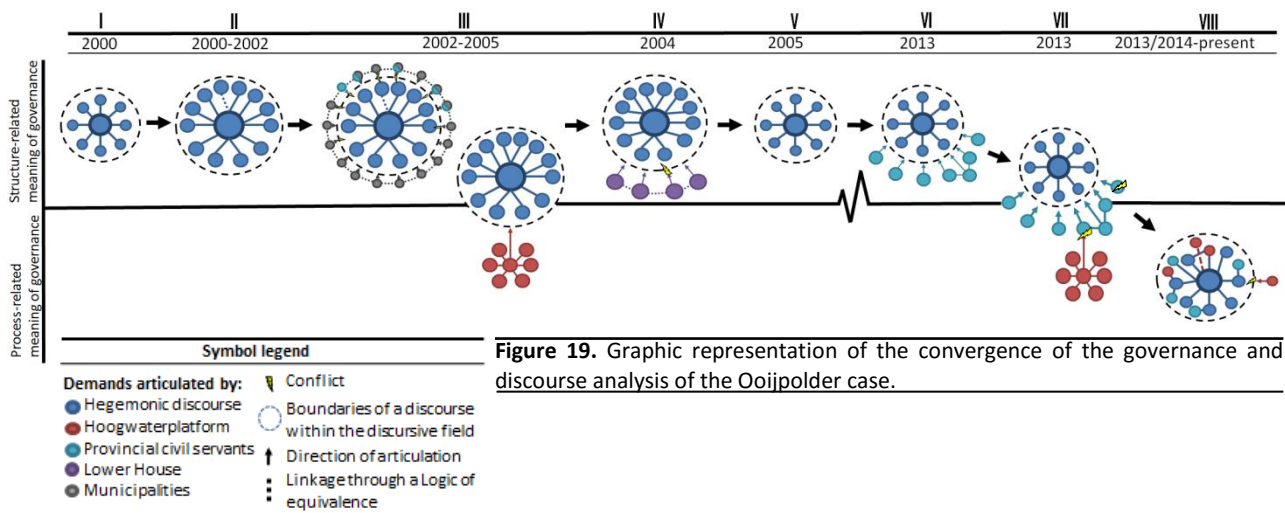 I II III IV V VI VII VIII
2000 2000-2002 2002-2005 2004 2005 2013 2013 2013/2014-present
Structure-related
meaning of governance
Process-related
meaning of governance
Symbol legend
Demands articulated by:
Hegemonic discourse
Hoogwaterplatform
Provincial civil servants
Lower House
Municipalities
Conflict
Boundaries of a discourse
within the discursive field
Direction of articulation
Linkage through a Logic of
equivalence
Figure 19. Graphic representation of the convergence of the governance and
discourse analysis of the Ooijpolder case.